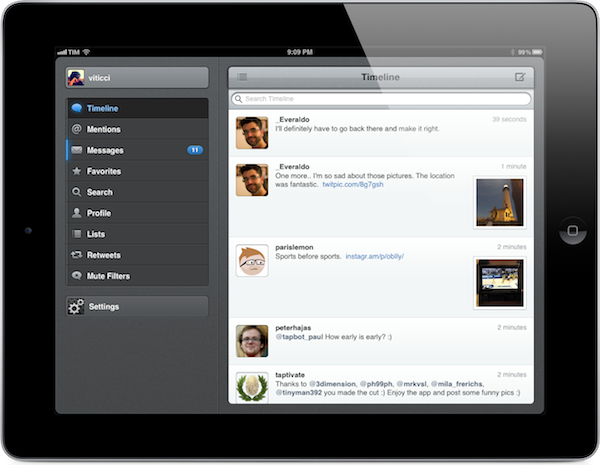 TIM
9:09 PM
99%
viticci
Timeline
Mentions
Messages
11
Favorites
Search
Profile
Lists
Retweets
Mute Filters
Settings
Timeline
Search Timeline
_Everaldo
39 seconds
I'll definitely have to go back there and make it right.
_Everaldo
1 minute
One more.. I'm so sad about those pictures. The location
was fantastic. twitpic.com/8g7gsh
parislemon
2 minutes
Sports before sports. instagr.am/p/oblly/
peterhajas
2 minutes
@tapbot_paul How early is early? :)
taptivate
2 minutes
Thanks to @3dimension, @ph99ph, @mrkvsl, @mila_frerichs,
@tinyman392 you made the cut :) Enjoy the app and post some funny pics :)